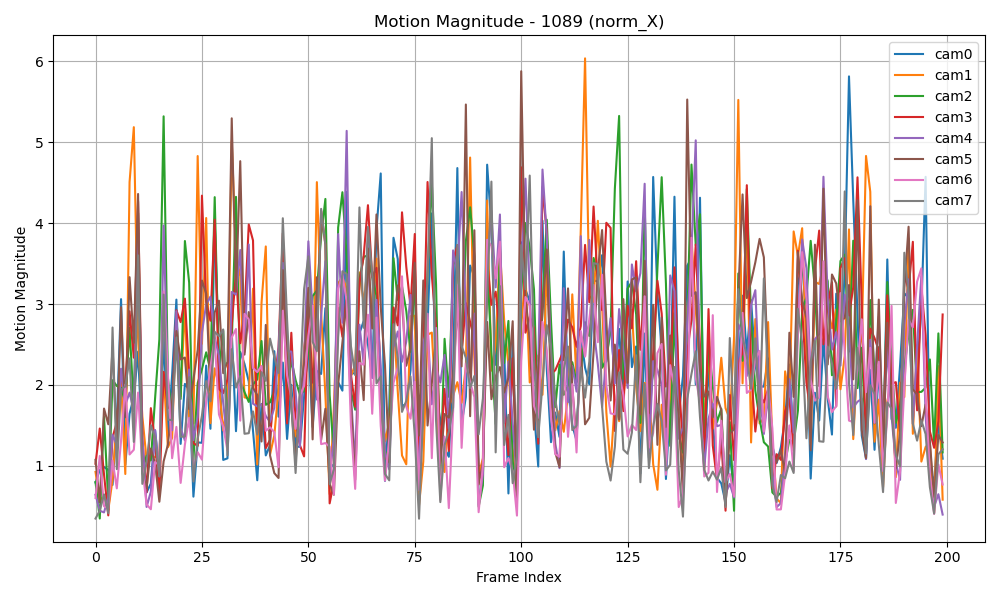 Motion Magnitude - 1089 (norm_X)
Motion Magnitude
6
5
4
3
2
1
0
25
50
75
100
125
150
175
200
Frame Index
cam0
cam1
cam2
cam3
cam4
cam5
cam6
cam7